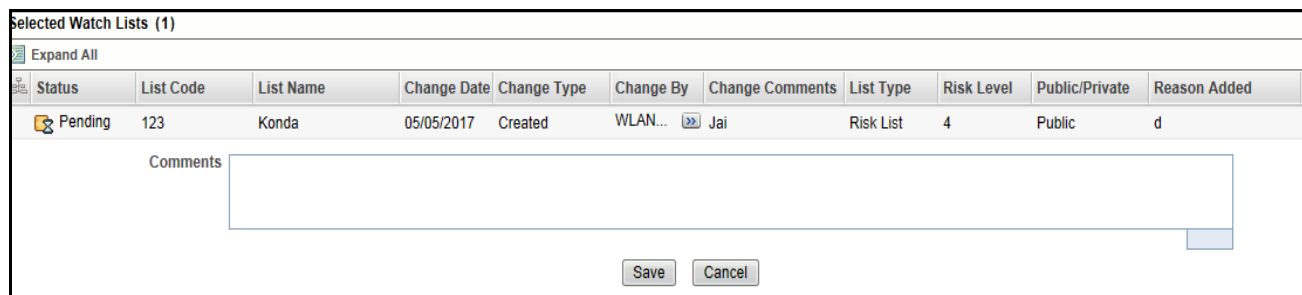 Selected Watch Lists (1)
Expand All
Status List Code List Name Change Date Change Type Change By Change Comments List Type Risk Level Public/Private Reason Added
Pending 123 Konda 05/05/2017 Created WLAN... Jai Risk List 4 Public d
Comments
Save Cancel